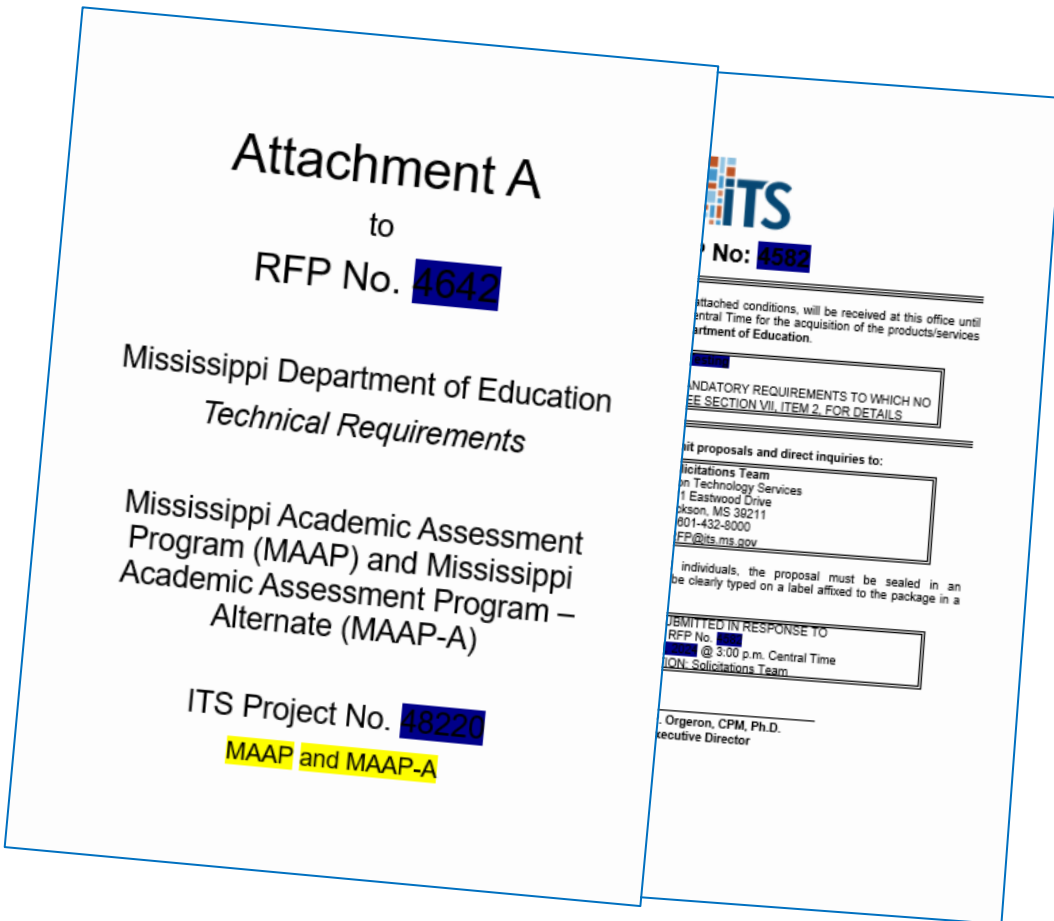 Attachment A
to
RFP No. 4642
Mississippi Department of Education
Technical Requirements
Mississippi Academic Assessment
Program (MAAP) and Mississippi
Academic Assessment Program –
Alternate (MAAP-A)
ITS Project No. 48220
MAAP and MAAP-A
ITS
No: 4582
attached conditions, will be received at this office until
entral Time for the acquisition of the products/services
artment of Education.
ANDATORY REQUIREMENTS TO WHICH NO
EE SECTION VII, ITEM 2, FOR DETAILS
it proposals and direct inquiries to:
licitations Team
on Technology Services
1 Eastwood Drive
ckson, MS 39211
601-432-8000
FP@its.ms.gov
individuals, the proposal must be sealed in an
be clearly typed on a label affixed to the package in a
UBMITTED IN RESPONSE TO
RFP No.
@ 3:00 p.m. Central Time
ION: Solicitations Team
. Orgeron, CPM, Ph.D.
xecutive Director